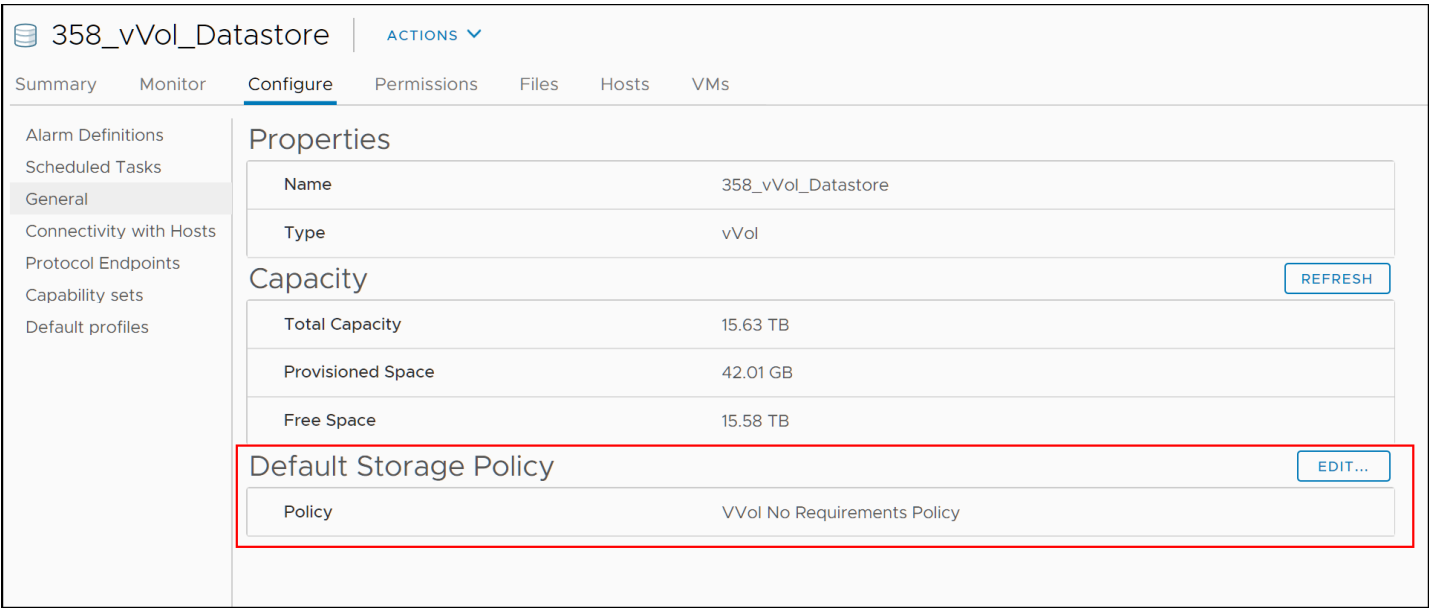 358_vVol_Datastore ACTIONS
Summary Monitor Configure Permissions Files Hosts VMs
Alarm Definitions
Scheduled Tasks
General
Connectivity with Hosts
Protocol Endpoints
Capability sets
Default profiles
Properties
Name 358_vVol_Datastore
Type vVol
Capacity REFRESH
Total Capacity 15.63 TB
Provisioned Space 42.01 GB
Free Space 15.58 TB
Default Storage Policy EDIT...
Policy VVol No Requirements Policy